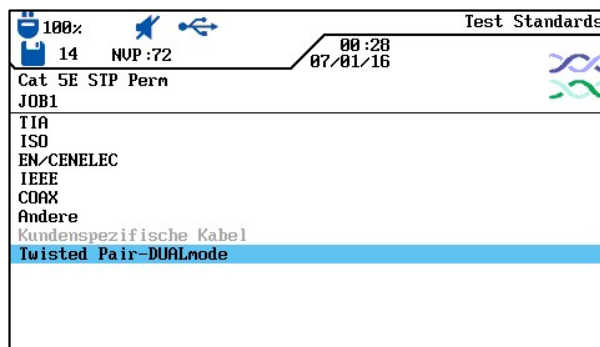 100%
Test Standards
14
NVP:72
00:28
07/01/16
Cat 5E STP Perm
JOB1
TIA
ISO
EN/CENELEC
IEEE
COAX
Andere
Kundenspezifische Kabel
Twisted Pair-DUALmode